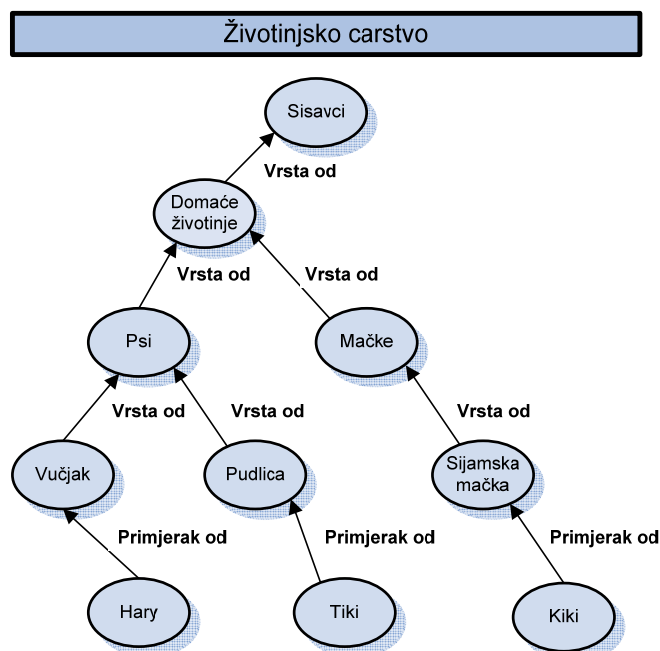 Životinjsko carstvo
Sisavci
Vrsta od
Domaće
životinje
Vrsta od
Vrsta od
Psi
Mačke
Vrsta od
Vrsta od
Vrsta od
Vučjak
Pudlica
Sijamska
mačka
Primjerak od
Primjerak od
Primjerak od
Hary
Tiki
Kiki